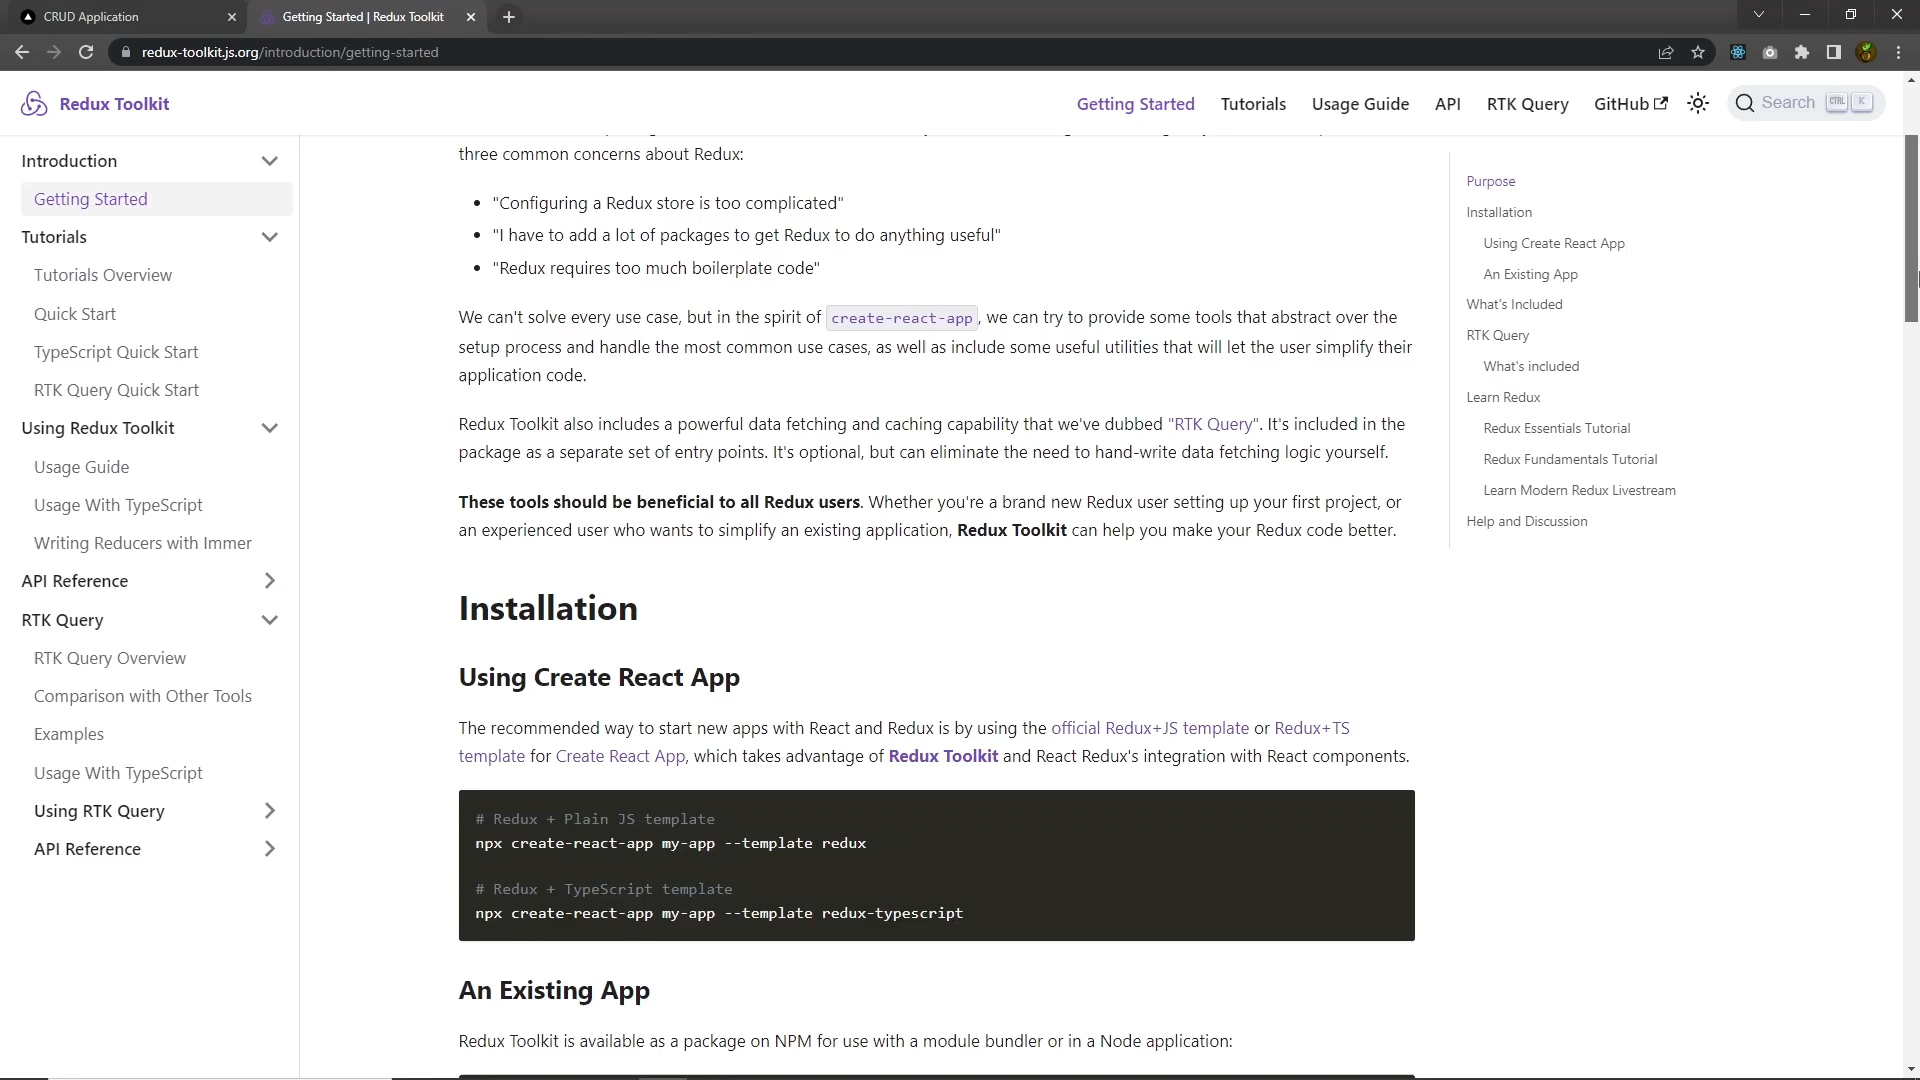 CRUD Application
Getting Started | Redux Toolkit
redux-toolkit.js.org/introduction/getting-started
Redux Toolkit
Getting Started
Tutorials
Usage Guide
API
RTK Query
GitHub
Search
CTRL
K
Introduction
Getting Started
Tutorials
Tutorials Overview
Quick Start
TypeScript Quick Start
RTK Query Quick Start
Using Redux Toolkit
Usage Guide
Usage With TypeScript
Writing Reducers with Immer
API Reference
RTK Query
RTK Query Overview
Comparison with Other Tools
Examples
Usage With TypeScript
Using RTK Query
API Reference
three common concerns about Redux:
• "Configuring a Redux store is too complicated"
• "I have to add a lot of packages to get Redux to do anything useful"
• "Redux requires too much boilerplate code"
We can't solve every use case, but in the spirit of create-react-app, we can try to provide some tools that abstract over the
setup process and handle the most common use cases, as well as include some useful utilities that will let the user simplify their
application code.
Redux Toolkit also includes a powerful data fetching and caching capability that we've dubbed "RTK Query". It's included in the
package as a separate set of entry points. It's optional, but can eliminate the need to hand-write data fetching logic yourself.
These tools should be beneficial to all Redux users. Whether you're a brand new Redux user setting up your first project, or
an experienced user who wants to simplify an existing application, Redux Toolkit can help you make your Redux code better.
Installation
Using Create React App
The recommended way to start new apps with React and Redux is by using the official Redux+JS template or Redux+TS
template for Create React App, which takes advantage of Redux Toolkit and React Redux's integration with React components.
# Redux + Plain JS template
npx create-react-app my-app --template redux
# Redux + TypeScript template
npx create-react-app my-app --template redux-typescript
An Existing App
Redux Toolkit is available as a package on NPM for use with a module bundler or in a Node application:
Purpose
Installation
Using Create React App
An Existing App
What's Included
RTK Query
What's included
Learn Redux
Redux Essentials Tutorial
Redux Fundamentals Tutorial
Learn Modern Redux Livestream
Help and Discussion